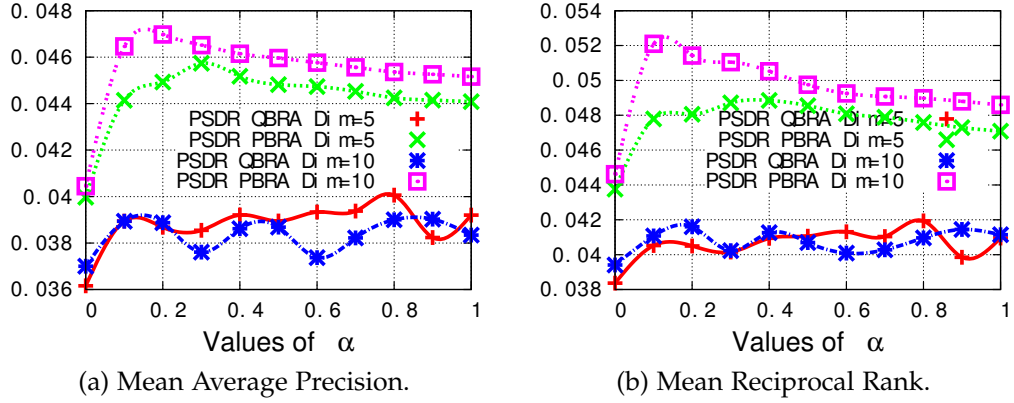 0.048
0.046
0.044
0.042
0.04
0.038
0.036
PSDR QBRA Dim=5
PSDR PBRA Dim=5
PSDR QBRA Dim=10
PSDR PBRA Dim=10
0 0.2 0.4 0.6 0.8 1
Values of α
(a) Mean Average Precision.
0.054
0.052
0.05
0.048
0.046
0.044
0.042
0.04
0.038
PSDR QBRA Dim=5
PSDR PBRA Dim=5
PSDR QBRA Dim=10
PSDR PBRA Dim=10
0 0.2 0.4 0.6 0.8 1
Values of α
(b) Mean Reciprocal Rank.